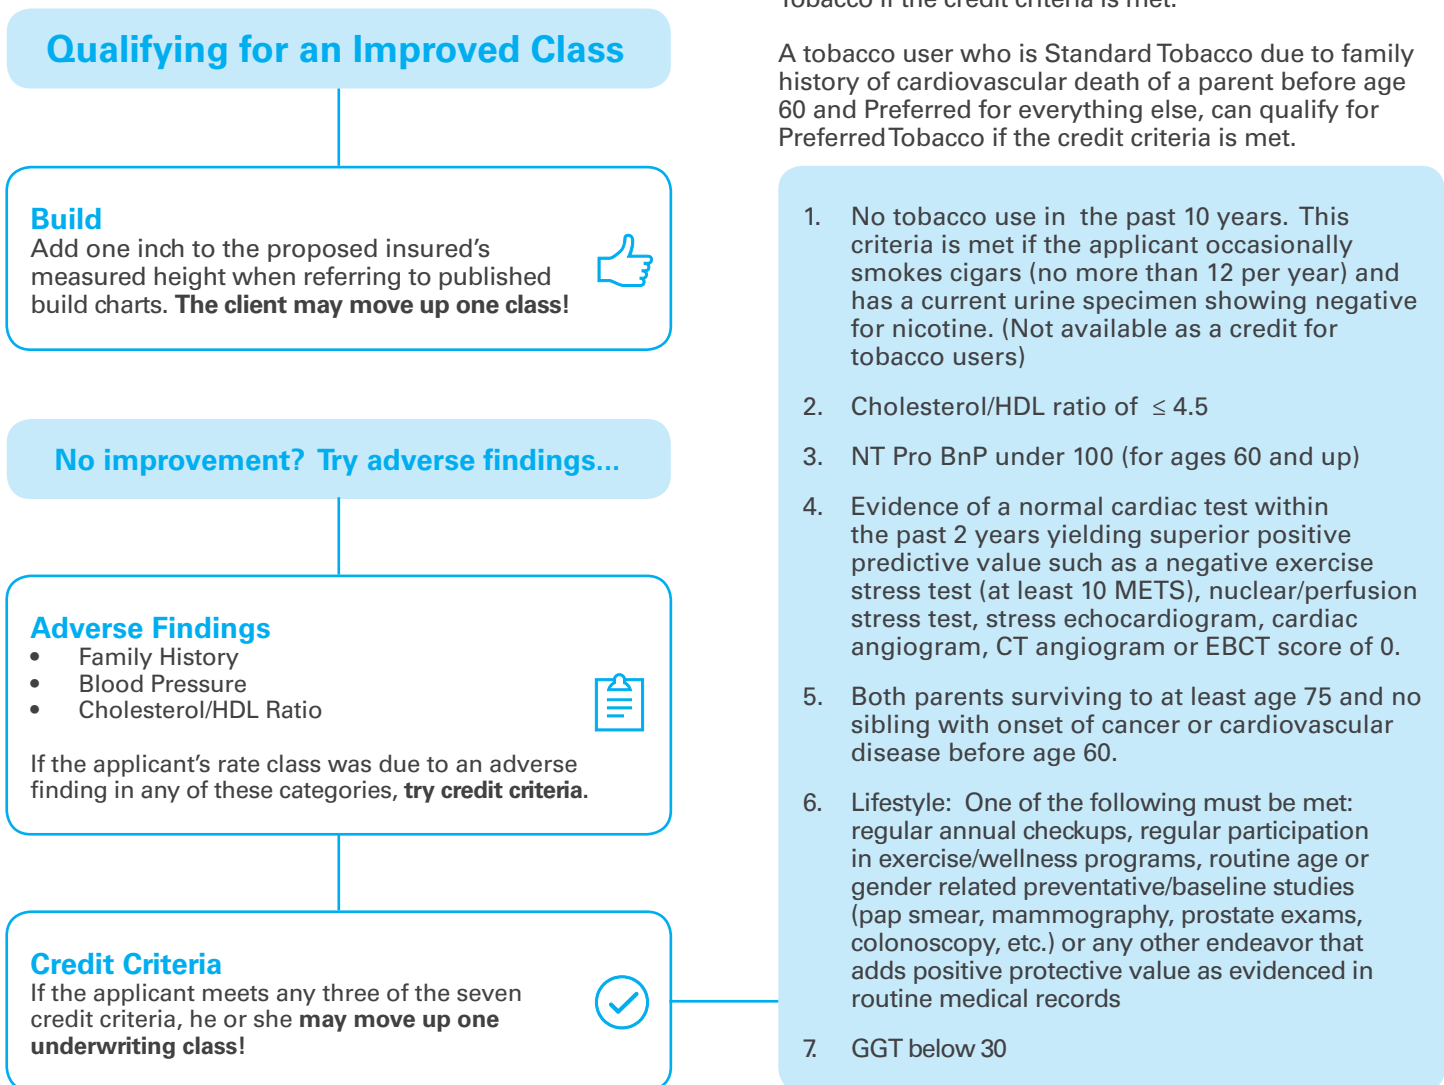 Qualifying for an Improved Class
Build
Add one inch to the proposed insured’s
measured height when referring to published
build charts. The client may move up one class!
No improvement? Try adverse findings...
Adverse Findings
• Family History
• Blood Pressure
• Cholesterol/HDL Ratio
If the applicant’s rate class was due to an adverse
finding in any of these categories, try credit criteria.
Credit Criteria
If the applicant meets any three of the seven
credit criteria, he or she may move up one
underwriting class!
Tobacco if the credit criteria is met.
A tobacco user who is Standard Tobacco due to family
history of cardiovascular death of a parent before age
60 and Preferred for everything else, can qualify for
Preferred Tobacco if the credit criteria is met.
1. No tobacco use in the past 10 years. This
criteria is met if the applicant occasionally
smokes cigars (no more than 12 per year) and
has a current urine specimen showing negative
for nicotine. (Not available as a credit for
tobacco users)
2. Cholesterol/HDL ratio of ≤ 4.5
3. NT Pro BnP under 100 (for ages 60 and up)
4. Evidence of a normal cardiac test within
the past 2 years yielding superior positive
predictive value such as a negative exercise
stress test (at least 10 METS), nuclear/perfusion
stress test, stress echocardiogram, cardiac
angiogram, CT angiogram or EBCT score of 0.
5. Both parents surviving to at least age 75 and no
sibling with onset of cancer or cardiovascular
disease before age 60.
6. Lifestyle: One of the following must be met:
regular annual checkups, regular participation
in exercise/wellness programs, routine age or
gender related preventative/baseline studies
(pap smear, mammography, prostate exams,
colonoscopy, etc.) or any other endeavor that
adds positive protective value as evidenced in
routine medical records
7. GGT below 30